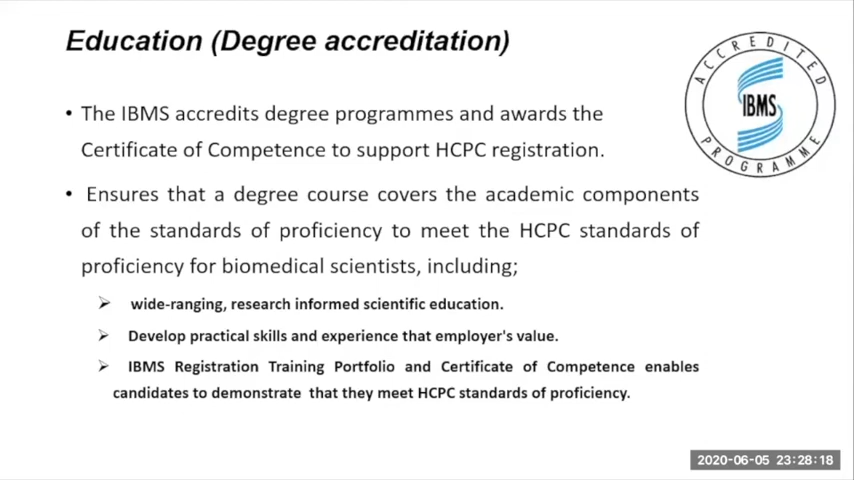 Education (Degree accreditation)
ACCREDITED
IBMS
PROGRAMME
• The IBMS accredits degree programmes and awards the
Certificate of Competence to support HCPC registration.
• Ensures that a degree course covers the academic components
of the standards of proficiency to meet the HCPC standards of
proficiency for biomedical scientists, including;
➢ wide-ranging, research informed scientific education.
➢ Develop practical skills and experience that employer's value.
➢ IBMS Registration Training Portfolio and Certificate of Competence enables
candidates to demonstrate that they meet HCPC standards of proficiency.
2020-06-05 23:28:18